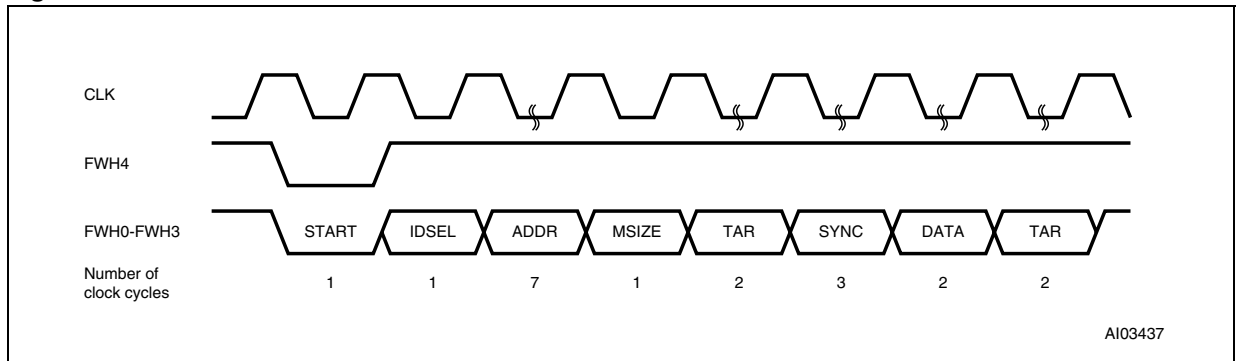 CLK
FWH4
FWH0-FWH3 START IDSEL ADDR MSIZE TAR SYNC DATA TAR
Number of
clock cycles 1 1 7 1 2 3 2 2
AI03437